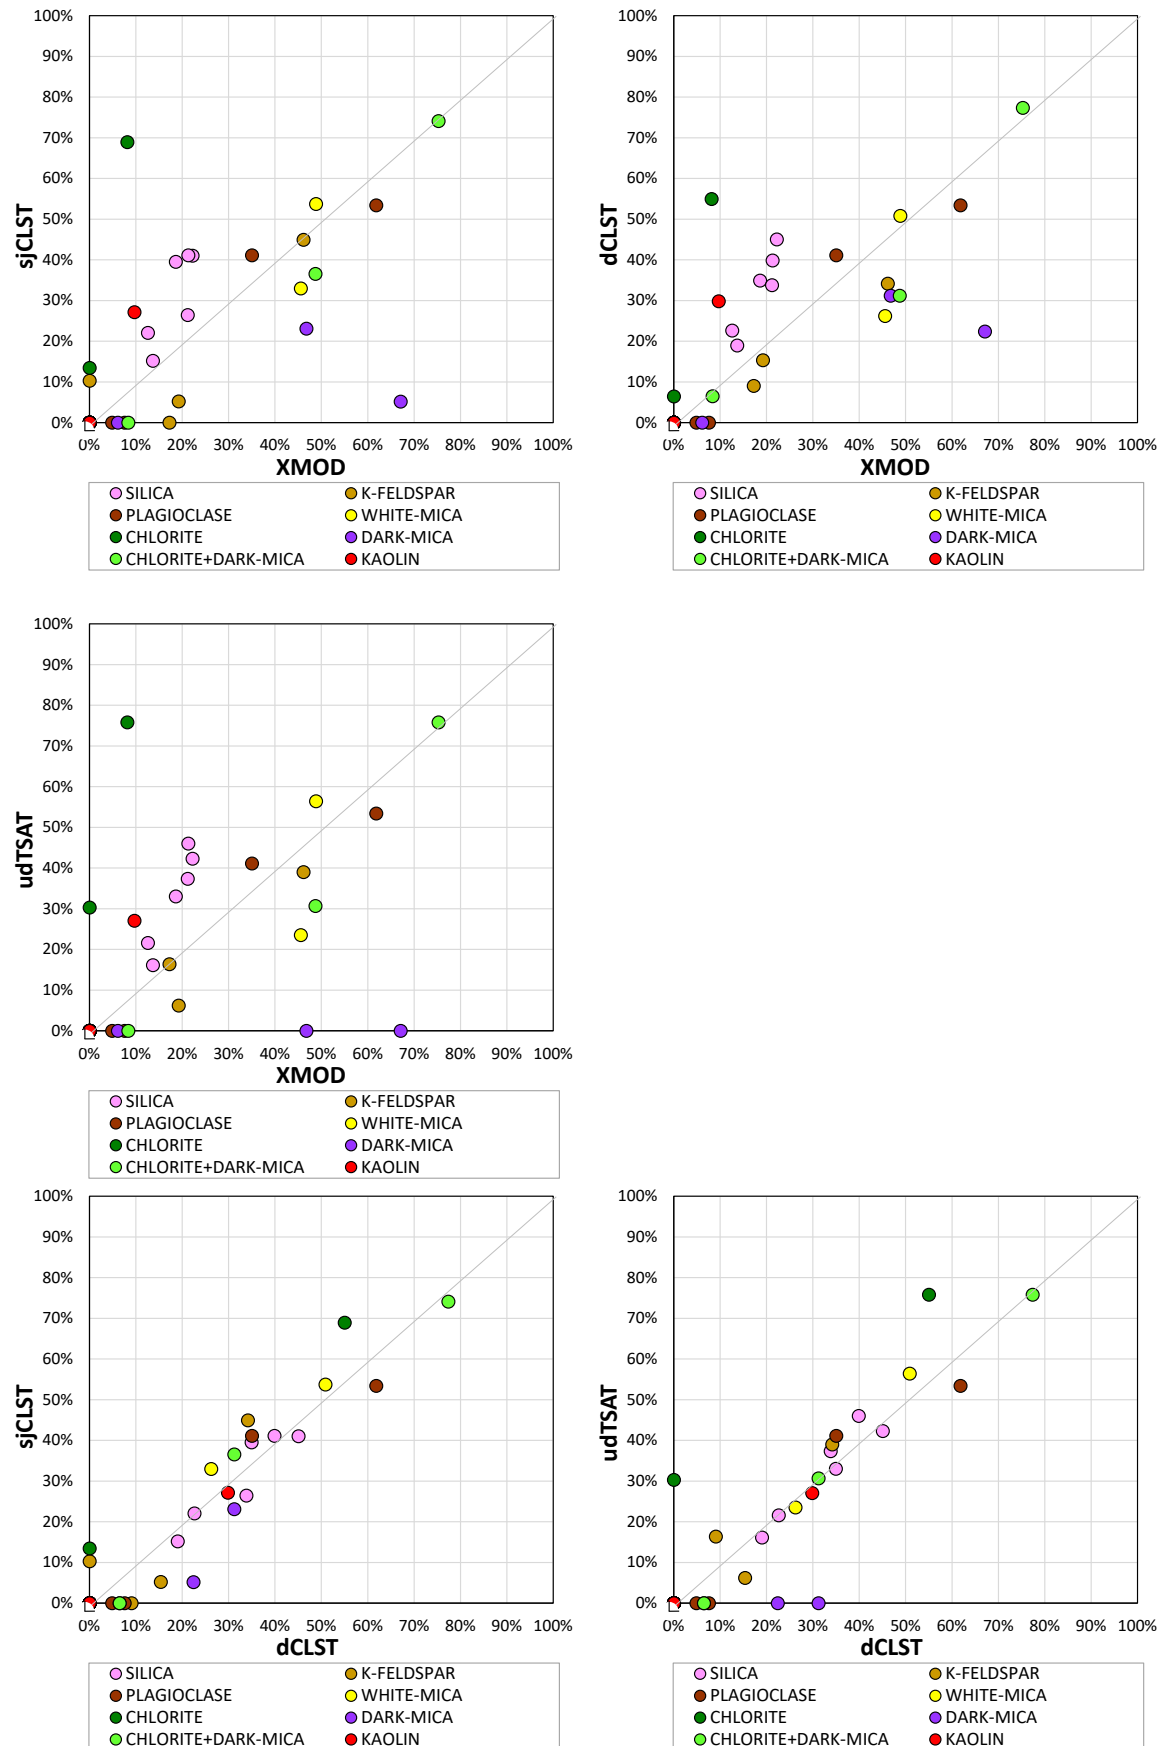 100%
90%
80%
70%
60%
50%
40%
30%
20%
10%
0%
sjCLST
0% 10% 20% 30% 40% 50% 60% 70% 80% 90% 100%
XMOD
SILICA K-FELDSPAR
PLAGIOCLASE WHITE-MICA
CHLORITE DARK-MICA
CHLORITE+DARK-MICA KAOLIN
100%
90%
80%
70%
60%
50%
40%
30%
20%
10%
0%
dCLST
0% 10% 20% 30% 40% 50% 60% 70% 80% 90% 100%
XMOD
SILICA K-FELDSPAR
PLAGIOCLASE WHITE-MICA
CHLORITE DARK-MICA
CHLORITE+DARK-MICA KAOLIN
100%
90%
80%
70%
60%
50%
40%
30%
20%
10%
0%
udTSAT
0% 10% 20% 30% 40% 50% 60% 70% 80% 90% 100%
XMOD
SILICA K-FELDSPAR
PLAGIOCLASE WHITE-MICA
CHLORITE DARK-MICA
CHLORITE+DARK-MICA KAOLIN
100%
90%
80%
70%
60%
50%
40%
30%
20%
10%
0%
sjCLST
0% 10% 20% 30% 40% 50% 60% 70% 80% 90% 100%
dCLST
SILICA K-FELDSPAR
PLAGIOCLASE WHITE-MICA
CHLORITE DARK-MICA
CHLORITE+DARK-MICA KAOLIN
100%
90%
80%
70%
60%
50%
40%
30%
20%
10%
0%
udTSAT
0% 10% 20% 30% 40% 50% 60% 70% 80% 90% 100%
dCLST
SILICA K-FELDSPAR
PLAGIOCLASE WHITE-MICA
CHLORITE DARK-MICA
CHLORITE+DARK-MICA KAOLIN